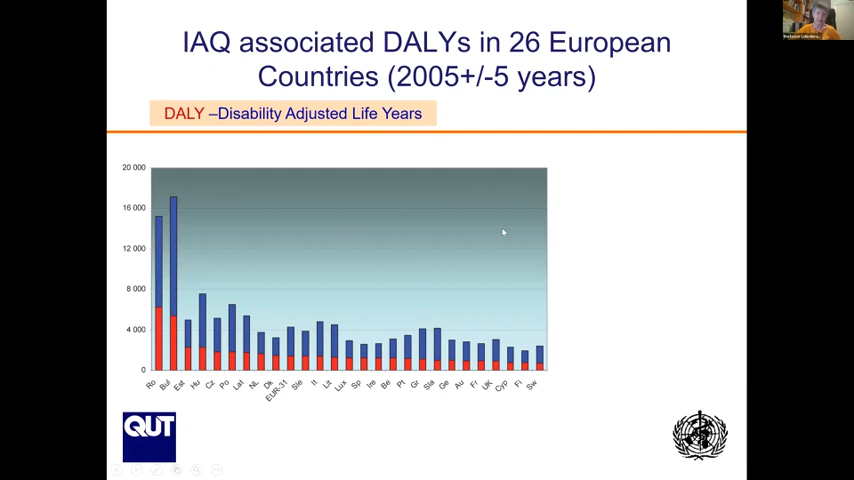 IAQ associated DALYs in 26 European
Countries (2005+/-5 years)
DALY –Disability Adjusted Life Years
20 000
16 000
12 000
8 000
4 000
0
Ro Bul Est Hu Cz Po Lat NL Dk EUR-31 Sle It Lit Lux Sp Ire Be Pt Gr Sla Ge Au Fr UK Cyp Fi Sw
QUT